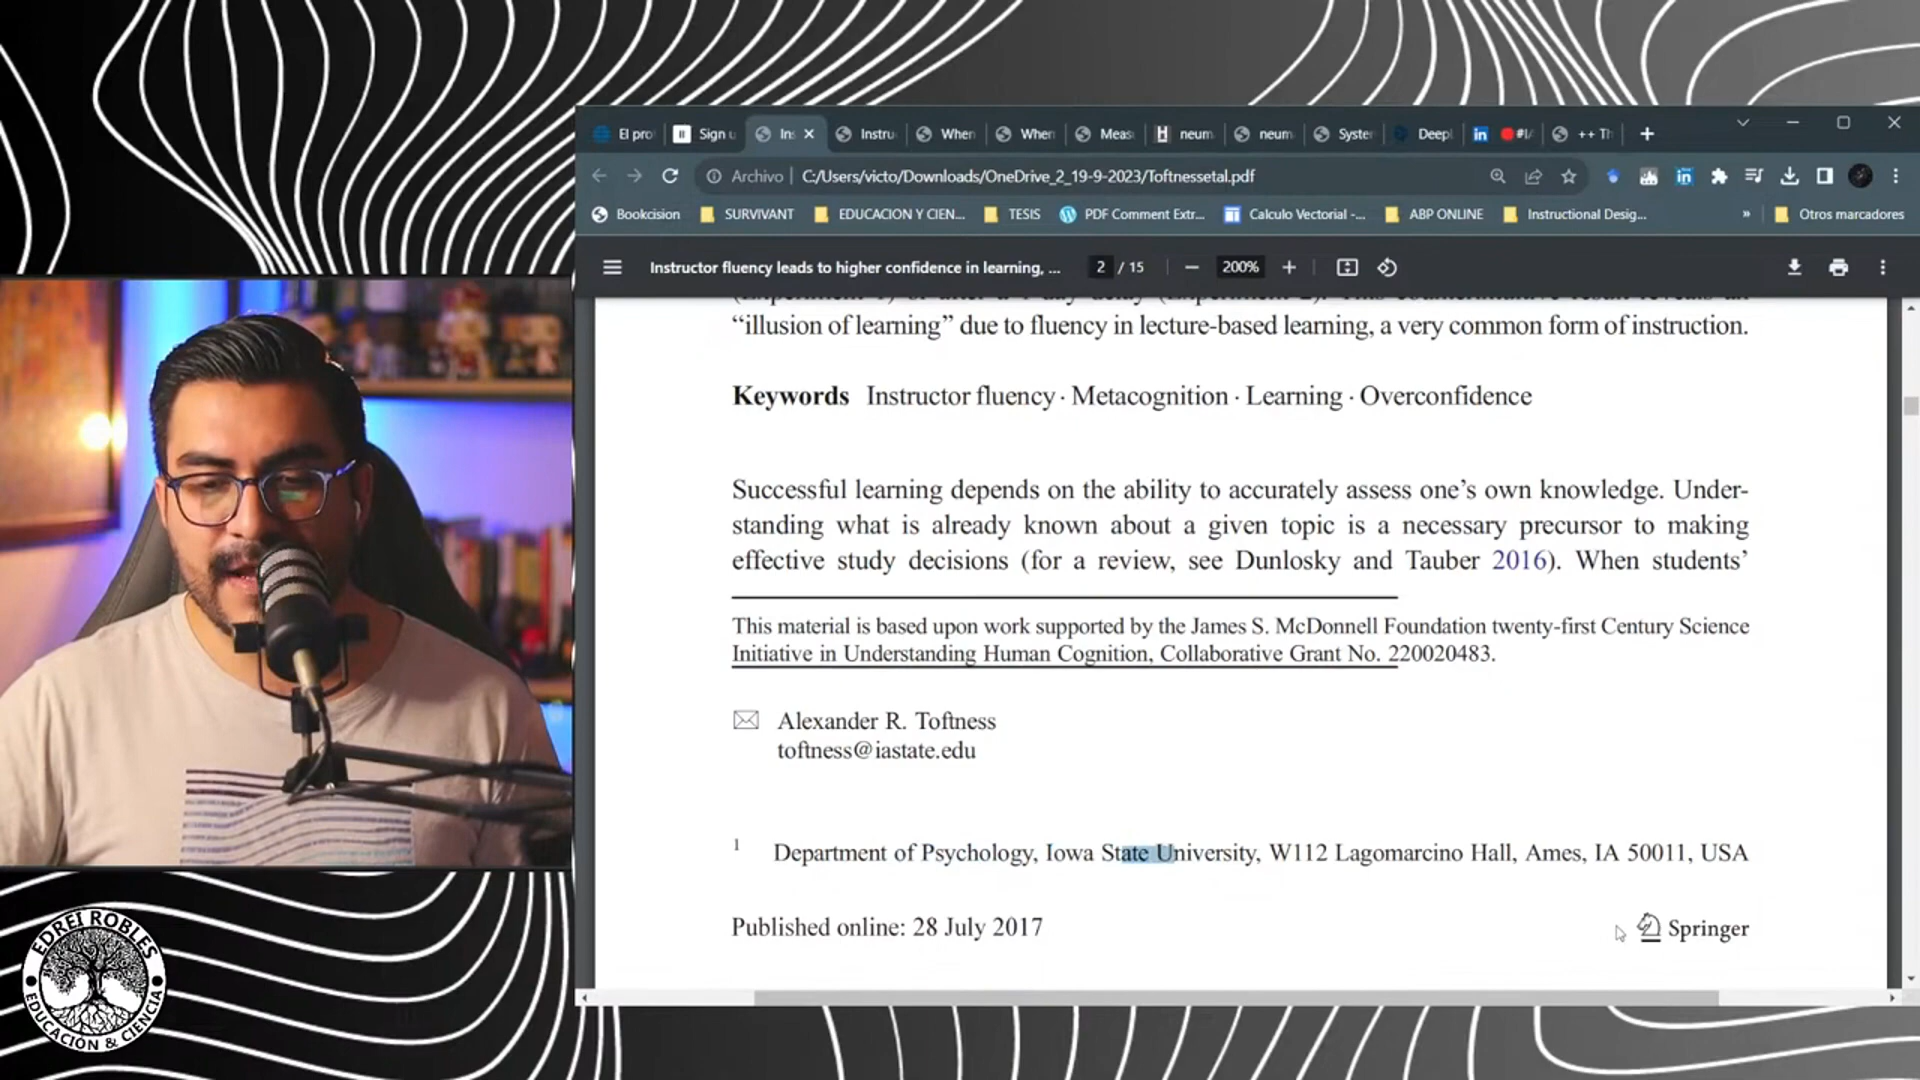 El pro
Sign u
Ins
Instru
When
When
Meas
neum
neum
Syste
Deepl
++ Th
Archivo
C:/Users/victo/Downloads/OneDrive_2_19-9-2023/Toftnessetal.pdf
Bookcision
SURVIVANT
EDUCACION Y CIEN...
TESIS
PDF Comment Extr...
Calculo Vectorial -...
ABP ONLINE
Instructional Desig...
»
Otros marcadores
Instructor fluency leads to higher confidence in learning, ...
2 / 15
200%
“illusion of learning” due to fluency in lecture-based learning, a very common form of instruction.
Keywords Instructor fluency · Metacognition · Learning · Overconfidence
Successful learning depends on the ability to accurately assess one’s own knowledge. Under-
standing what is already known about a given topic is a necessary precursor to making
effective study decisions (for a review, see Dunlosky and Tauber 2016). When students’
This material is based upon work supported by the James S. McDonnell Foundation twenty-first Century Science
Initiative in Understanding Human Cognition, Collaborative Grant No. 220020483.
Alexander R. Toftness
toftness@iastate.edu
1 Department of Psychology, Iowa State University, W112 Lagomarcino Hall, Ames, IA 50011, USA
Published online: 28 July 2017
Springer
EDREI ROBLES
EDUCACIÓN & CIENCIA